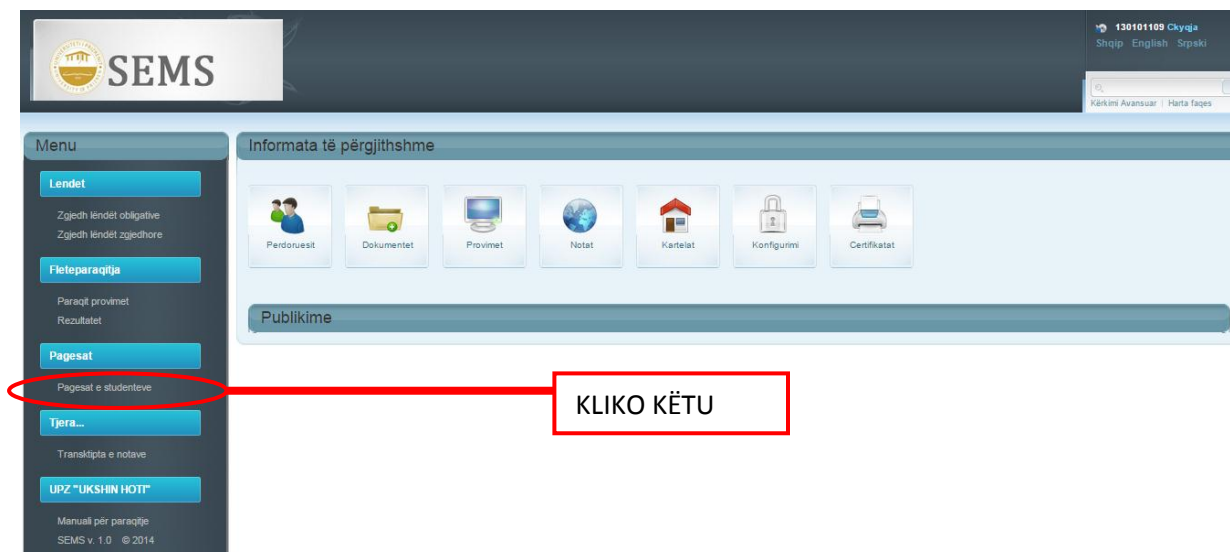 SEMS
130101109 Ckyqja
Shqip English Srpski
Kërkimi Avansuar | Harta faqes
Menu
Lendet
Zgjedh lëndët obligative
Zgjedh lëndët zgjedhore
Fleteparaqitja
Paraqit provimet
Rezultatet
Pagesat
Pagesat e studenteve
Tjera...
Transktipta e notave
UPZ "UKSHIN HOTI"
Manuali për paraqitje
SEMS v. 1.0 © 2014
Informata të përgjithshme
Perdoruesit
Dokumentet
Provimet
Notat
Kartelat
Konfigurimi
Certifikatat
Publikime
KLIKO KËTU